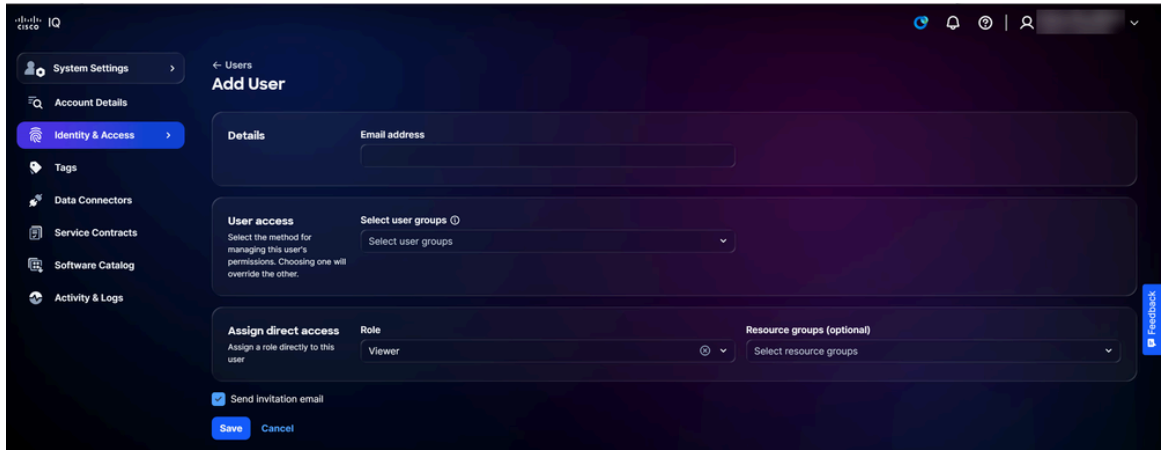 cisco IQ
System Settings
Account Details
Identity & Access
Tags
Data Connectors
Service Contracts
Software Catalog
Activity & Logs
← Users
Add User
Details
Email address
User access
Select the method for
managing this user's
permissions. Choosing one will
override the other.
Select user groups
Select user groups
Assign direct access
Assign a role directly to this
user
Role
Viewer
Resource groups (optional)
Select resource groups
Send invitation email
Save Cancel
Feedback